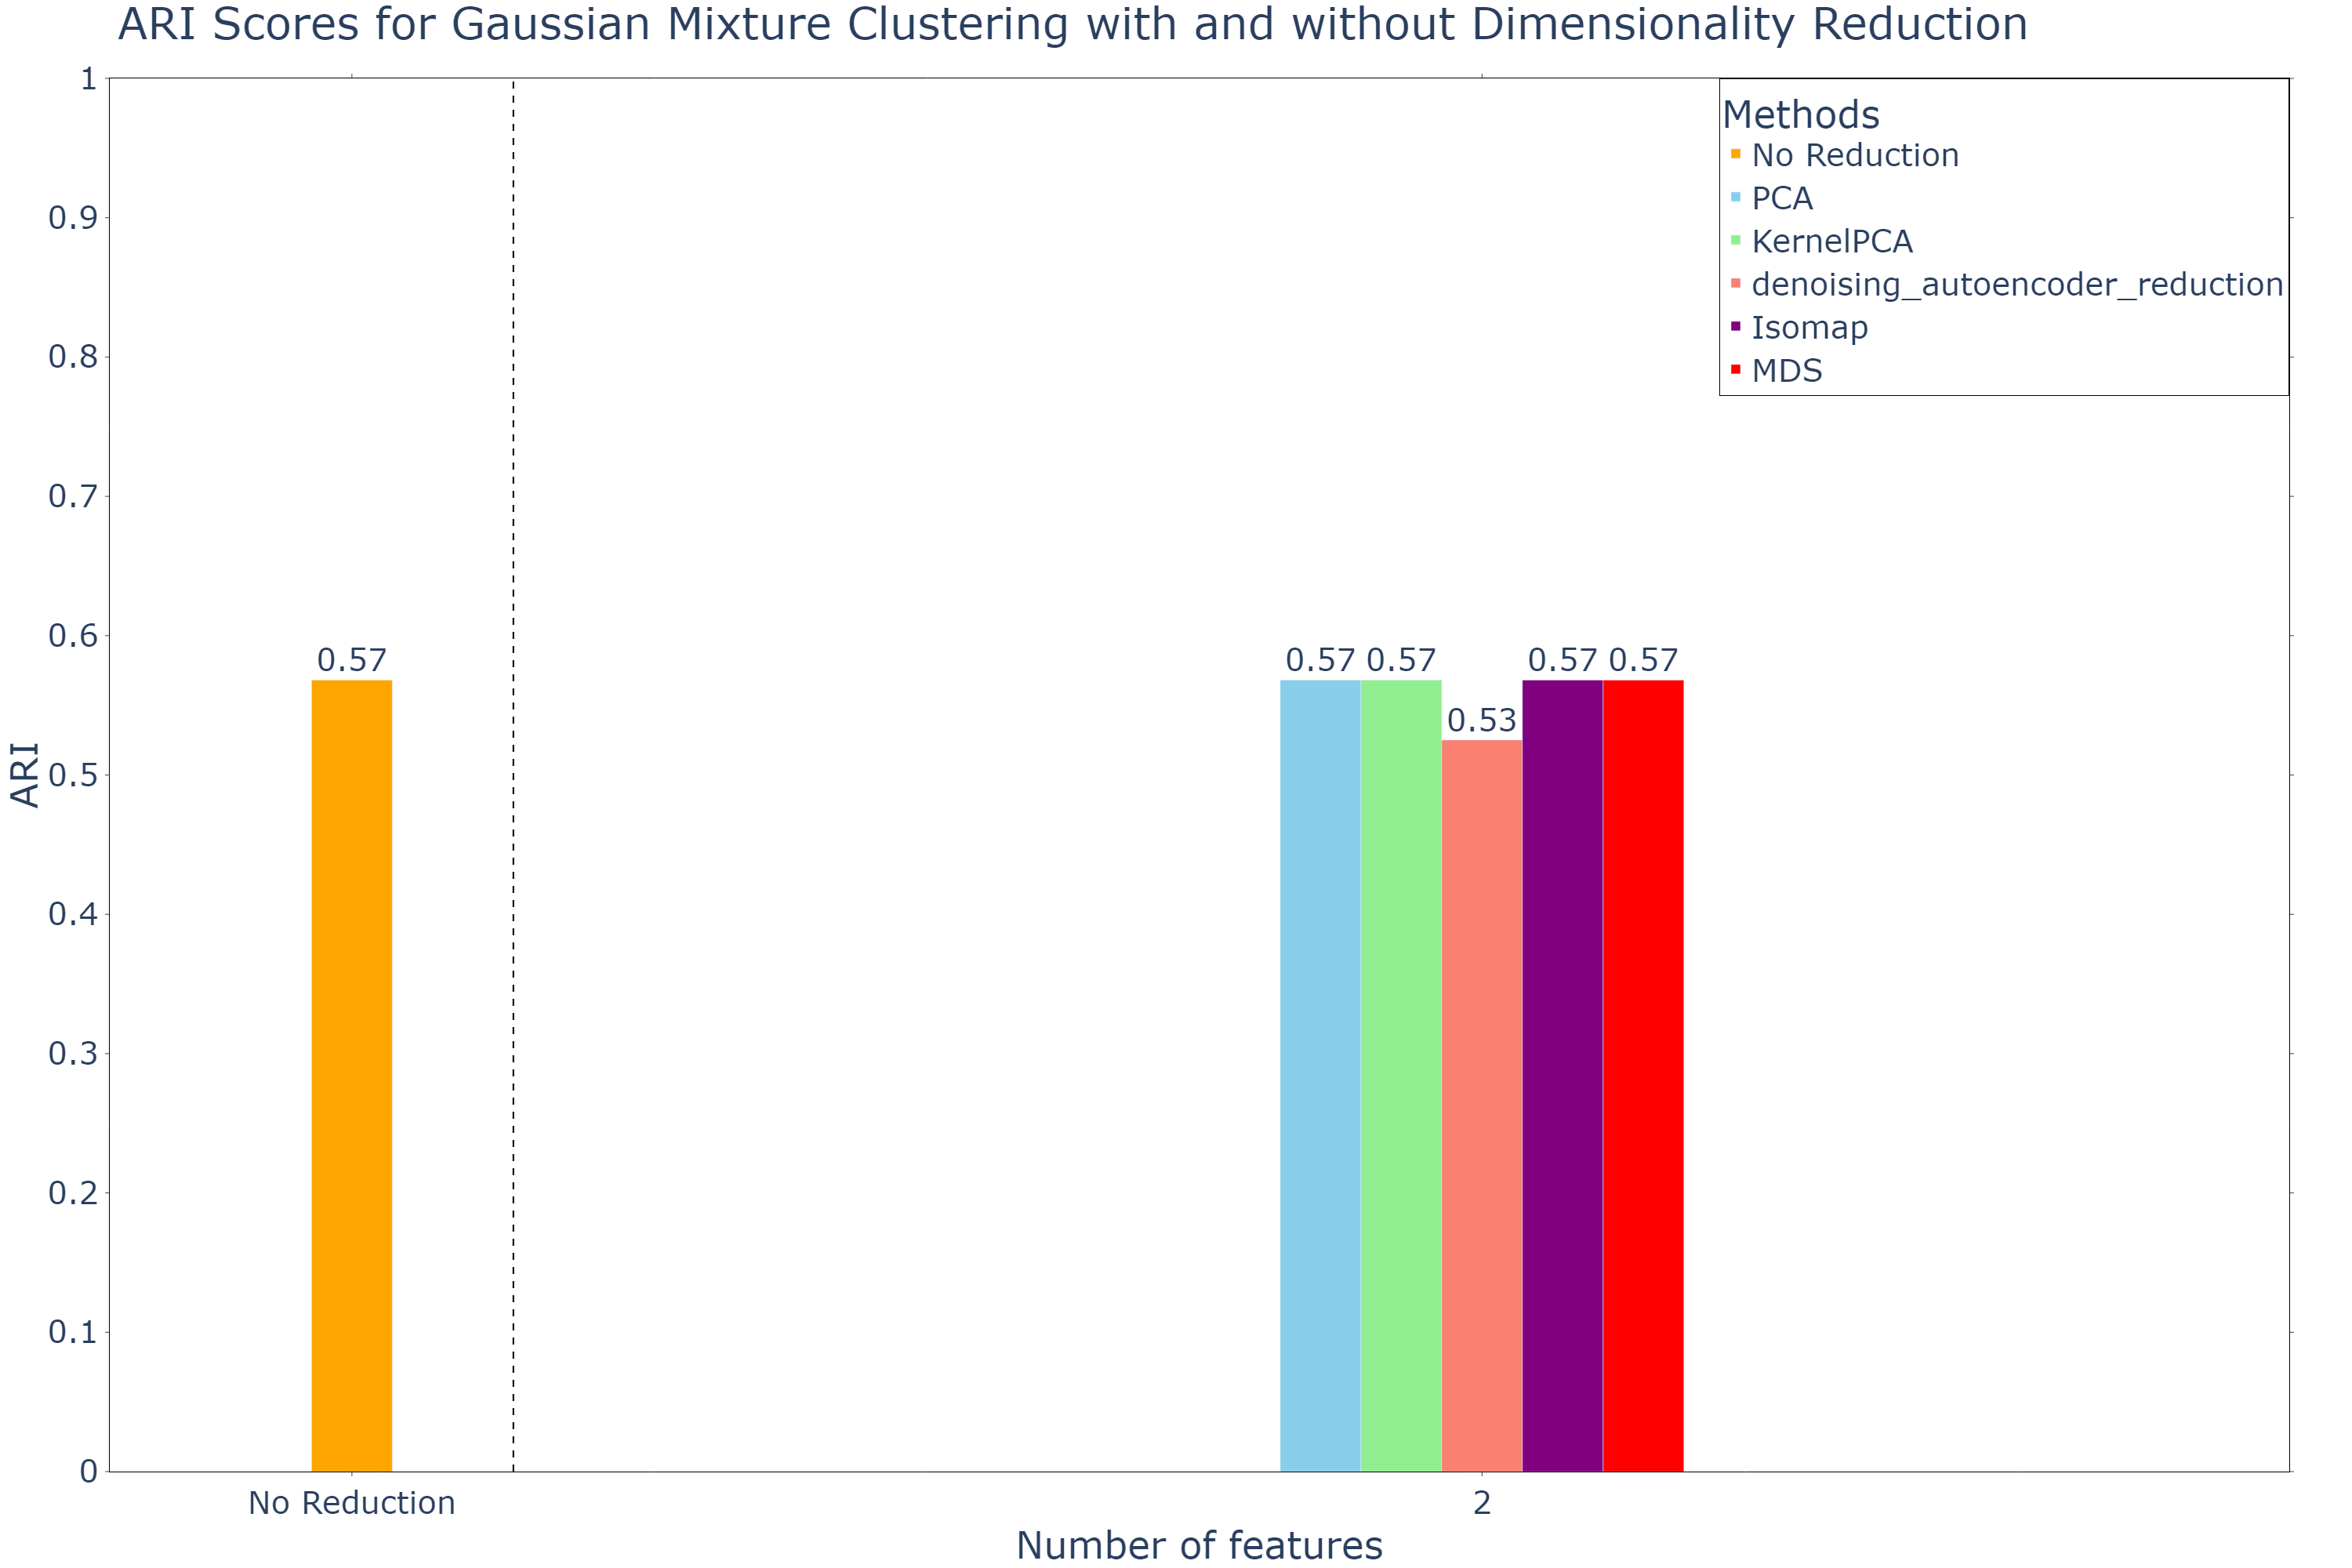 ARI Scores for Gaussian Mixture Clustering with and without Dimensionality Reduction
Methods
No Reduction
PCA
KernelPCA
denoising_autoencoder_reduction
Isomap
MDS
ARI
1
0.9
0.8
0.7
0.6
0.5
0.4
0.3
0.2
0.1
0
0.57
0.57 0.57 0.53 0.57 0.57
No Reduction 2
Number of features